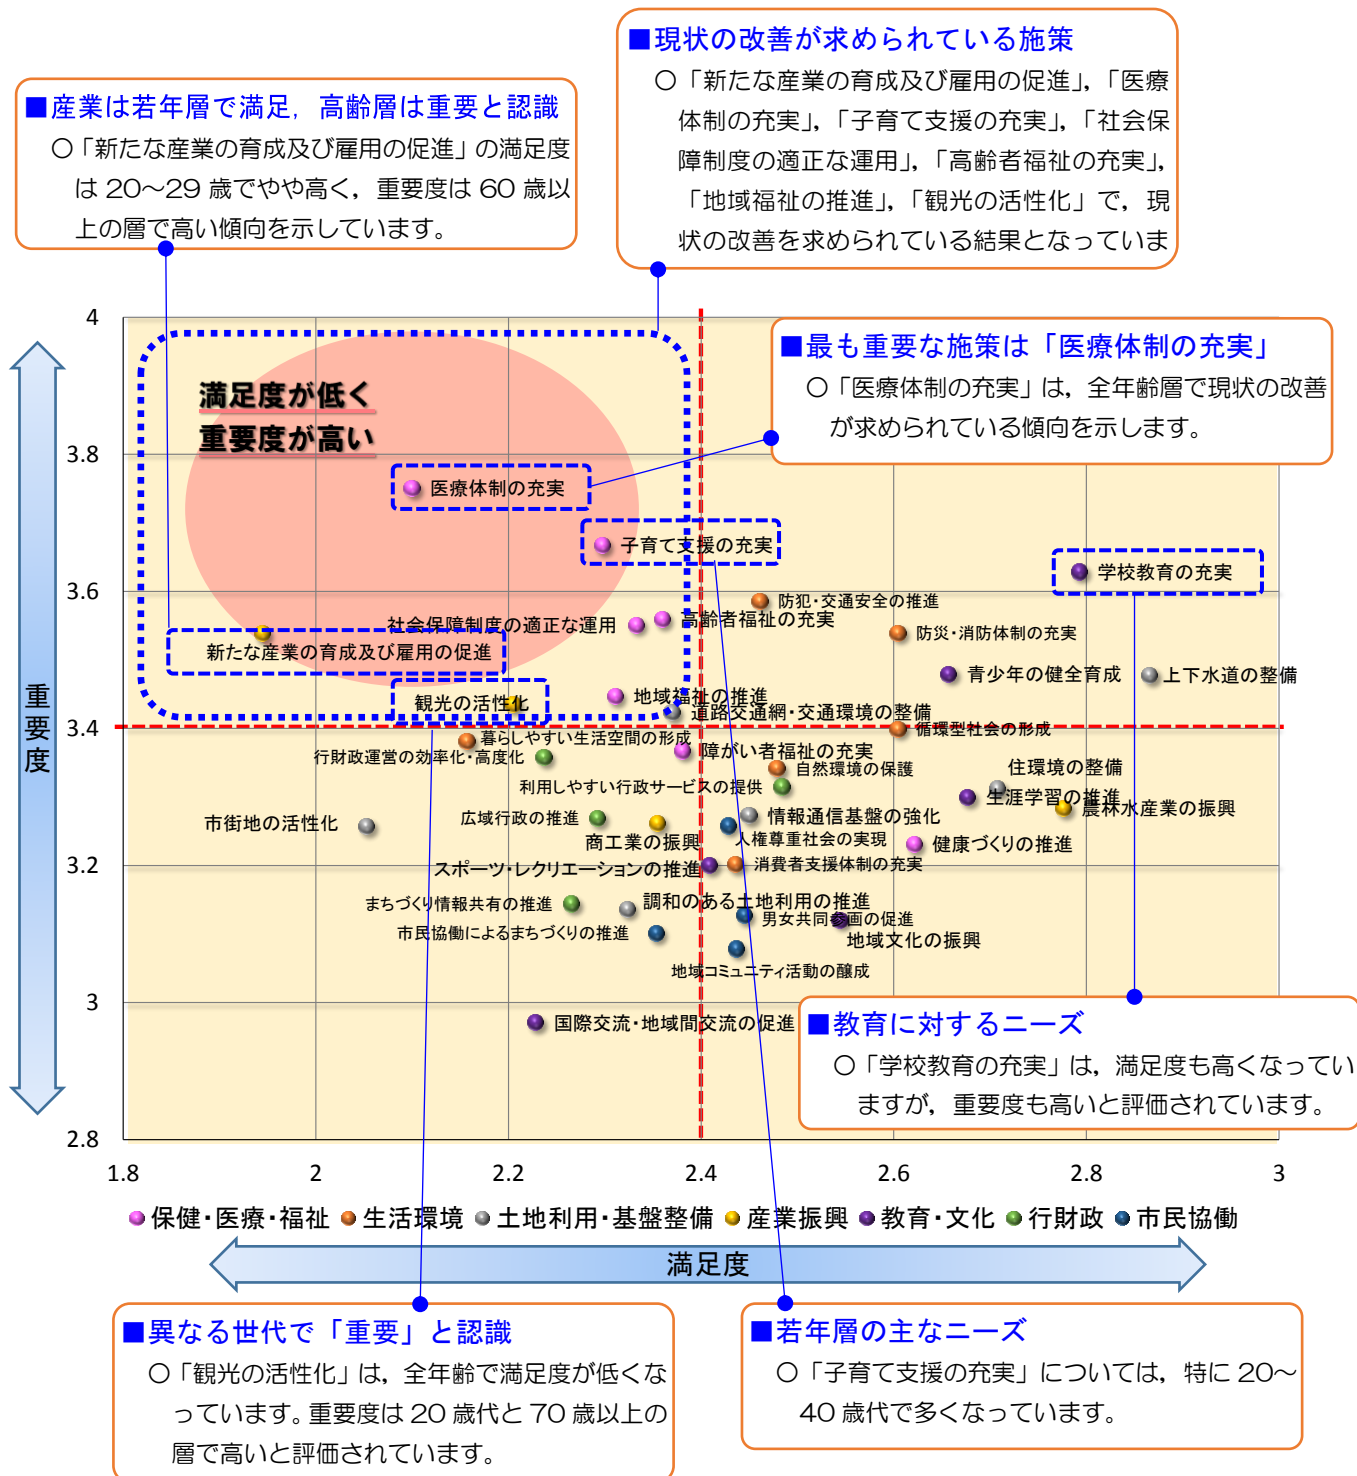 ■現状の改善が求められている施策
○「新たな産業の育成及び雇用の促進」,「医療
体制の充実」,「子育て支援の充実」,「社会保
障制度の適正な運用」,「高齢者福祉の充実」,
「地域福祉の推進」,「観光の活性化」で, 現
状の改善を求められている結果となっていま
■産業は若年層で満足, 高齢層は重要と認識
○「新たな産業の育成及び雇用の促進」の満足度
は 20～29 歳でやや高く, 重要度は 60 歳以
上の層で高い傾向を示しています。
■最も重要な施策は「医療体制の充実」
○「医療体制の充実」は, 全年齢層で現状の改善
が求められている傾向を示します。
満足度が低く
重要度が高い
4
3.8
3.6
3.4
3.2
3
2.8
重要度
医療体制の充実
子育て支援の充実
学校教育の充実
防犯・交通安全の推進
高齢者福祉の充実
社会保障制度の適正な運用
防災・消防体制の充実
新たな産業の育成及び雇用の促進
青少年の健全育成
上下水道の整備
観光の活性化
地域福祉の推進
道路交通網・交通環境の整備
循環型社会の形成
暮らしやすい生活空間の形成
行財政運営の効率化・高度化
障がい者福祉の充実
自然環境の保護
住環境の整備
利用しやすい行政サービスの提供
生涯学習の推進
農林水産業の振興
市街地の活性化
広域行政の推進
情報通信基盤の強化
商工業の振興
人権尊重社会の実現
健康づくりの推進
スポーツ・レクリエーションの推進
消費者支援体制の充実
まちづくり情報共有の推進
調和のある土地利用の推進
男女共同参画の促進
市民協働によるまちづくりの推進
地域文化の振興
地域コミュニティ活動の醸成
国際交流・地域間交流の促進
■教育に対するニーズ
○「学校教育の充実」は, 満足度も高くなってい
ますが, 重要度も高いと評価されています。
1.8 2 2.2 2.4 2.6 2.8 3
保健・医療・福祉 生活環境 土地利用・基盤整備 産業振興 教育・文化 行財政 市民協働
満足度
■異なる世代で「重要」と認識
○「観光の活性化」は, 全年齢で満足度が低くな
っています。重要度は 20 歳代と 70 歳以上の
層で高いと評価されています。
■若年層の主なニーズ
○「子育て支援の充実」については, 特に 20～
40 歳代で多くなっています。